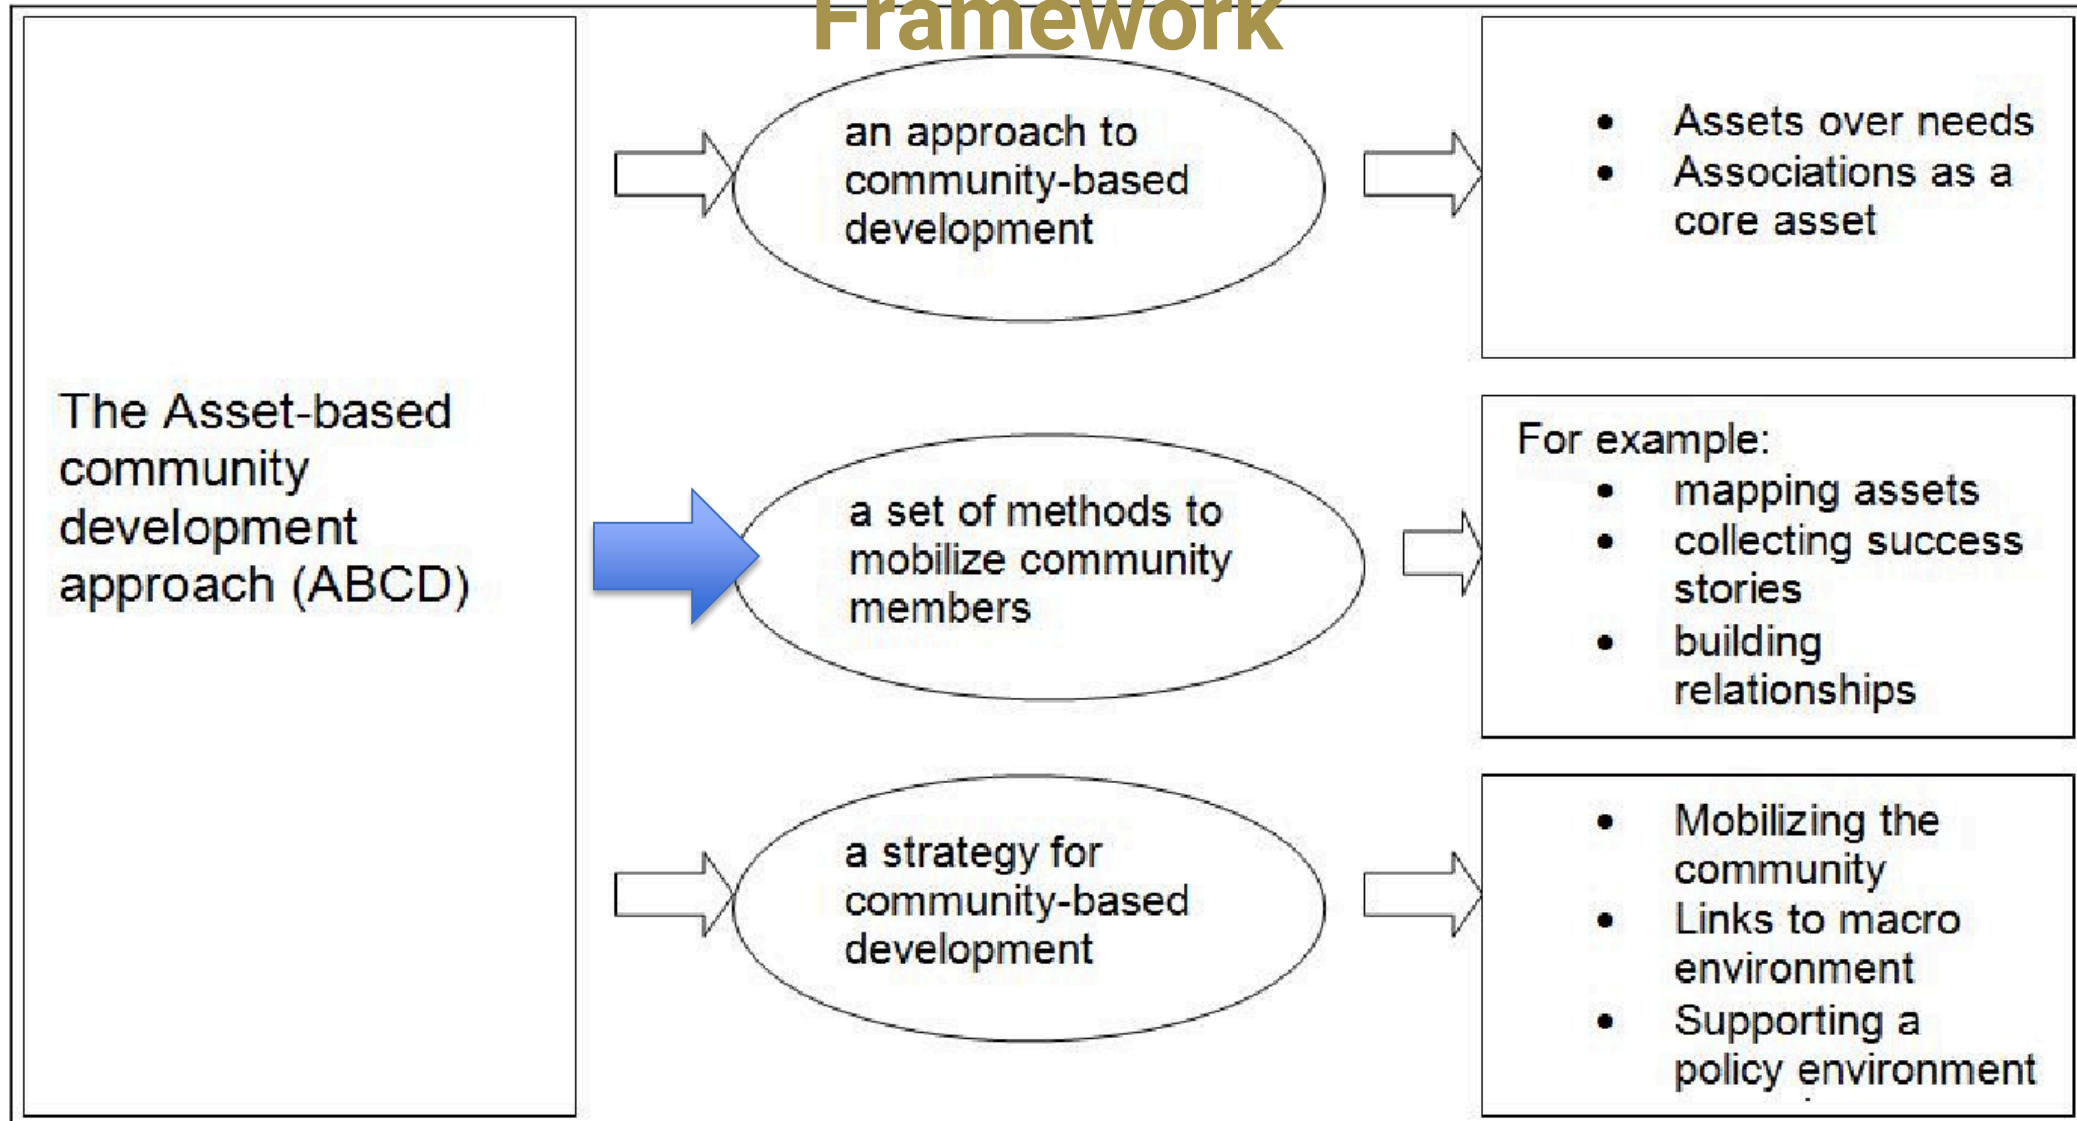 Framework
The Asset-based
community
development
approach (ABCD)
an approach to
community-based
development
• Assets over needs
• Associations as a
core asset
a set of methods to
mobilize community
members
For example:
• mapping assets
• collecting success
stories
• building
relationships
a strategy for
community-based
development
• Mobilizing the
community
• Links to macro
environment
• Supporting a
policy environment